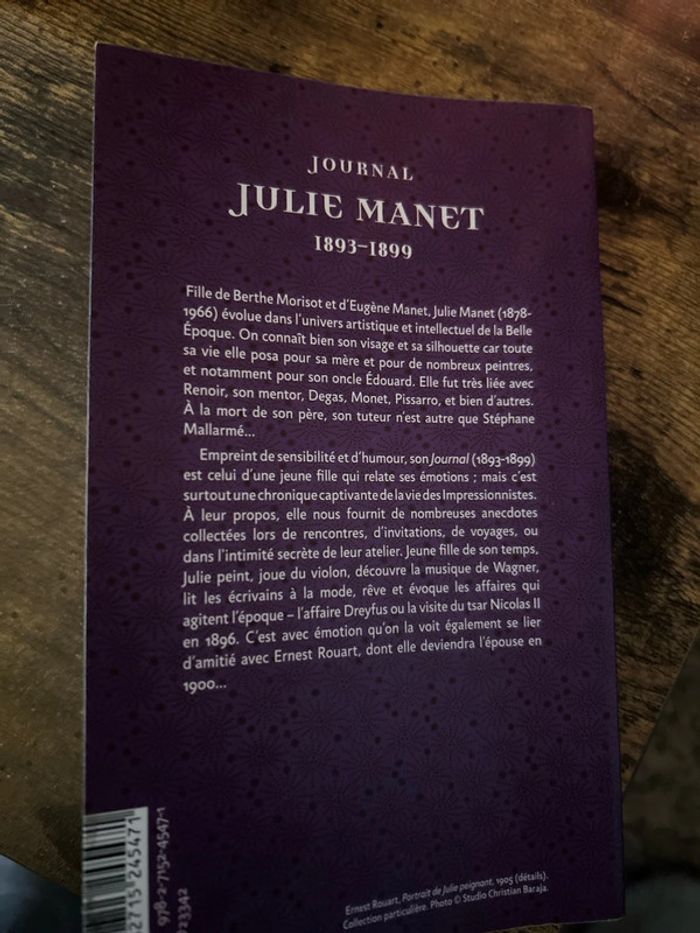 JOURNAL
JULIE MANET
1893–1899
Fille de Berthe Morisot et d'Eugène Manet, Julie Manet (1878-
1966) évolue dans l'univers artistique et intellectuel de la Belle
Époque. On connaît bien son visage et sa silhouette car toute
sa vie elle posa pour sa mère et pour de nombreux peintres,
et notamment pour son oncle Édouard. Elle fut très liée avec
Renoir, son mentor, Degas, Monet, Pissarro, et bien d'autres.
À la mort de son père, son tuteur n'est autre que Stéphane
Mallarmé...
Empreint de sensibilité et d'humour, son Journal (1893-1899)
est celui d'une jeune fille qui relate ses émotions ; mais c'est
surtout une chronique captivante de la vie des Impressionnistes.
À leur propos, elle nous fournit de nombreuses anecdotes
collectées lors de rencontres, d'invitations, de voyages, ou
dans l'intimité secrète de leur atelier. Jeune fille de son temps,
Julie peint, joue du violon, découvre la musique de Wagner,
lit les écrivains à la mode, rêve et évoque les affaires qui
agitent l'époque – l'affaire Dreyfus ou la visite du tsar Nicolas II
en 1896. C'est avec émotion qu'on la voit également se lier
d'amitié avec Ernest Rouart, dont elle deviendra l'épouse en
1900...
Ernest Rouart, Portrait de Julie peignant, 1905 (détails).
Collection particulière. Photo © Studio Christian Baraja.
2715 245471
978-2-7152-4547-1
23342